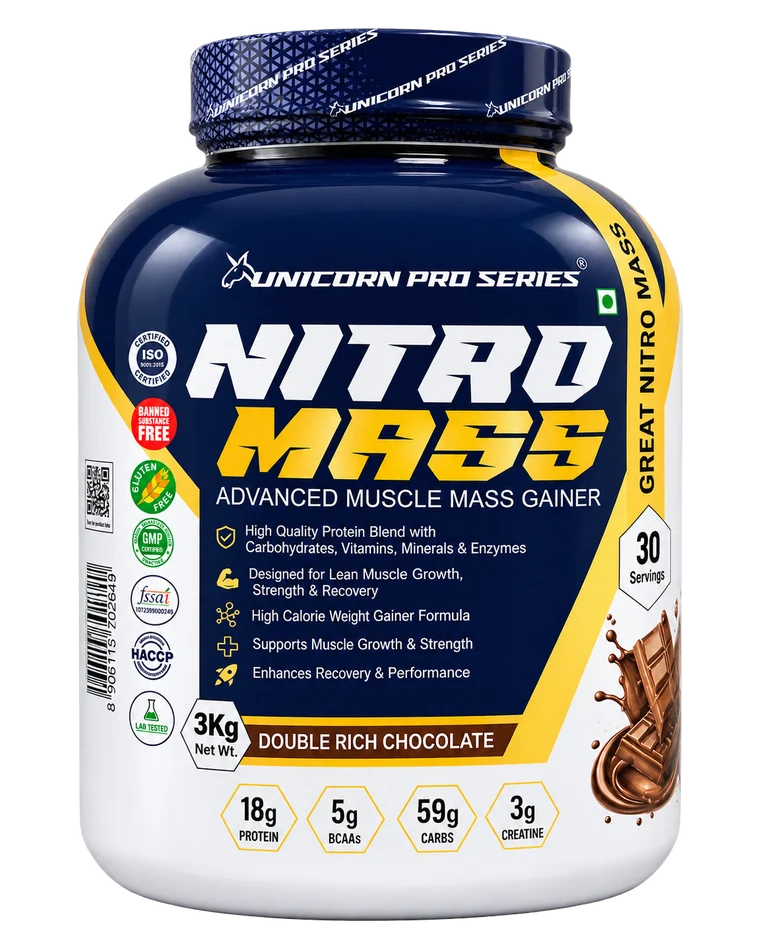 UNICORN PRO SERIES
UNICORN PRO SERIES
UNICORN PRO SERIES
UNICORN PRO SERIES®
NITRO
MASS
ADVANCED MUSCLE MASS GAINER
GREAT NITRO MASS
CERTIFIED
ISO
9001:2015
CERTIFIED
BANNED
SUBSTANCE
FREE
GLUTEN
FREE
GMP
CERTIFIED
fssai
HACCP
LAB TESTED
High Quality Protein Blend with
Carbohydrates, Vitamins, Minerals & Enzymes
Designed for Lean Muscle Growth,
Strength & Recovery
High Calorie Weight Gainer Formula
Supports Muscle Growth & Strength
Enhances Recovery & Performance
30
Servings
3Kg
Net Wt.
DOUBLE RICH CHOCOLATE
18g
PROTEIN
5g
BCAAs
59g
CARBS
3g
CREATINE